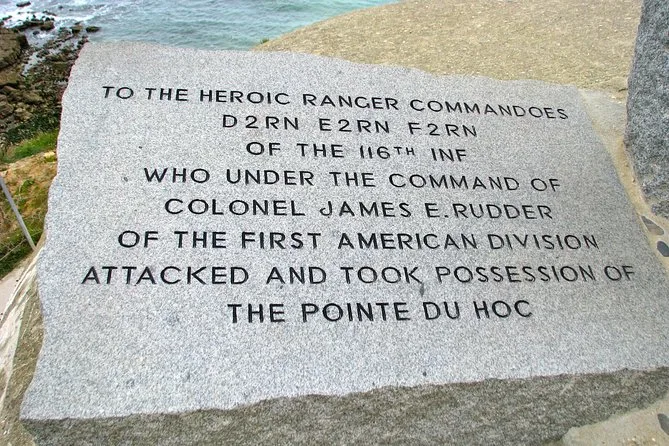 TO THE HEROIC RANGER COMMANDOES
D2RN E2RN F2RN
OF THE 116TH INF
WHO UNDER THE COMMAND OF
COLONEL JAMES E. RUDDER
OF THE FIRST AMERICAN DIVISION
ATTACKED AND TOOK POSSESSION OF
THE POINTE DU HOC